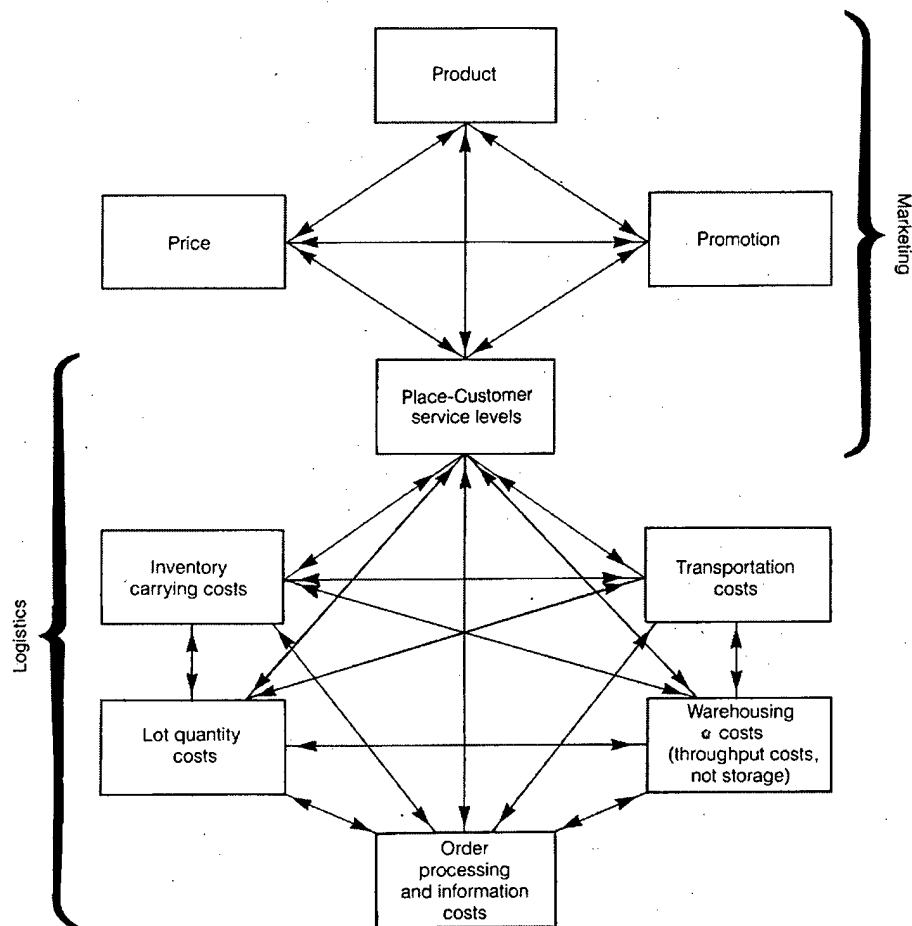 Product
Price
Promotion
Marketing
Place-Customer
service levels
Inventory
carrying costs
Transportation
costs
Logistics
Lot quantity
costs
Warehousing
costs
(throughput costs,
not storage)
Order
processing
and information
costs